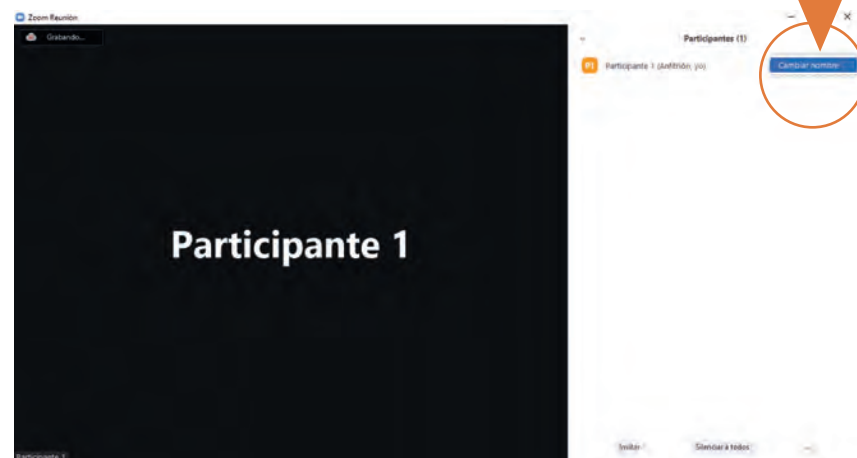 Zoom Reunión
Grabando...
Participantes (1)
Participante 1 (Anfitrión, yo)
Cambiar nombre
Participante 1
Participante 1
Invitar
Silenciar a todos
...